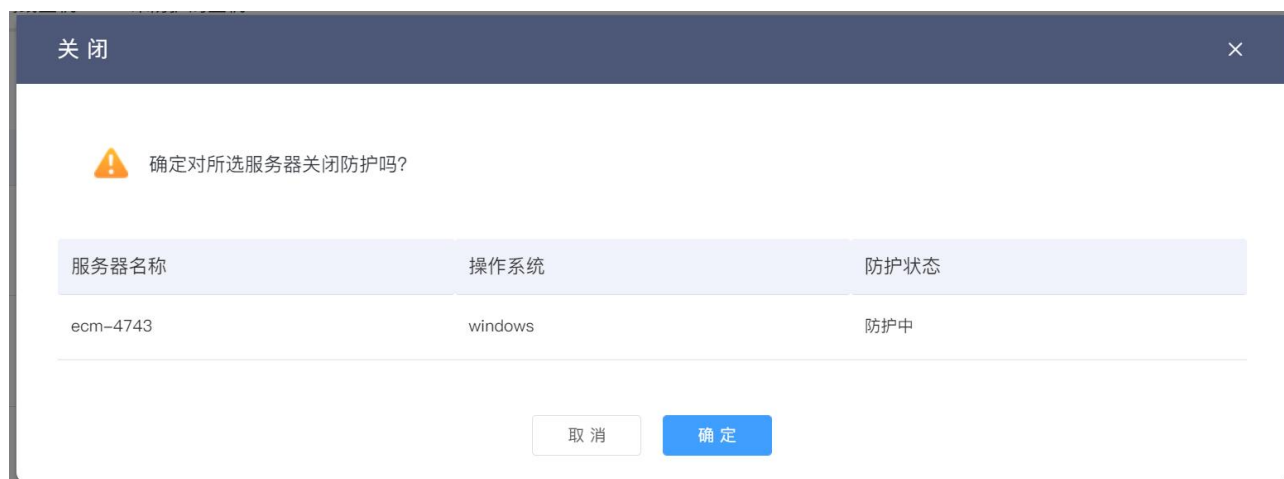 关闭
确定对所选服务器关闭防护吗?
服务器名称 操作系统 防护状态
ecm-4743 windows 防护中
取消 确定